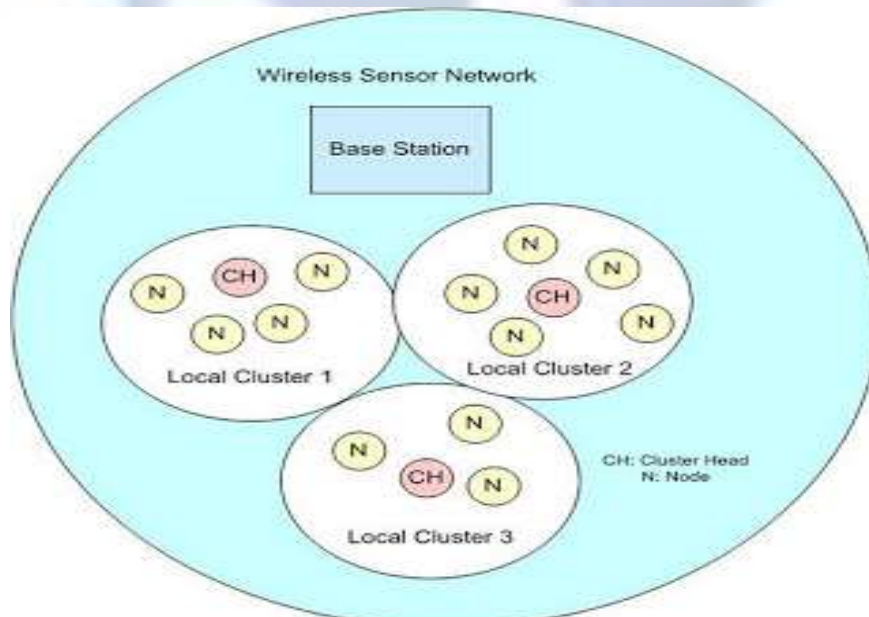 Wireless Sensor Network
Base Station
N
CH
N
N
N
Local Cluster 1
N
N
N
CH
N
N
Local Cluster 2
N
N
CH
N
Local Cluster 3
CH: Cluster Head
N: Node